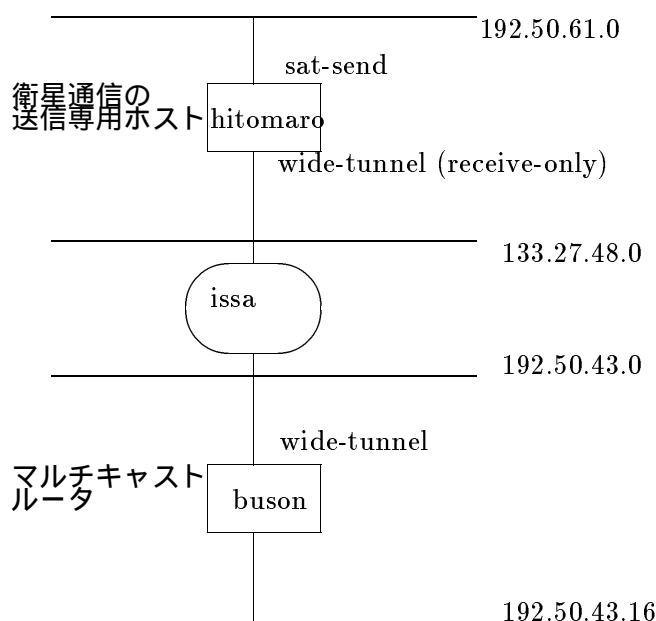 192.50.61.0
sat-send
衛星通信の
送信専用ホスト
hitomaro
wide-tunnel (receive-only)
133.27.48.0
issa
192.50.43.0
wide-tunnel
マルチキャスト
ルータ
buson
192.50.43.16